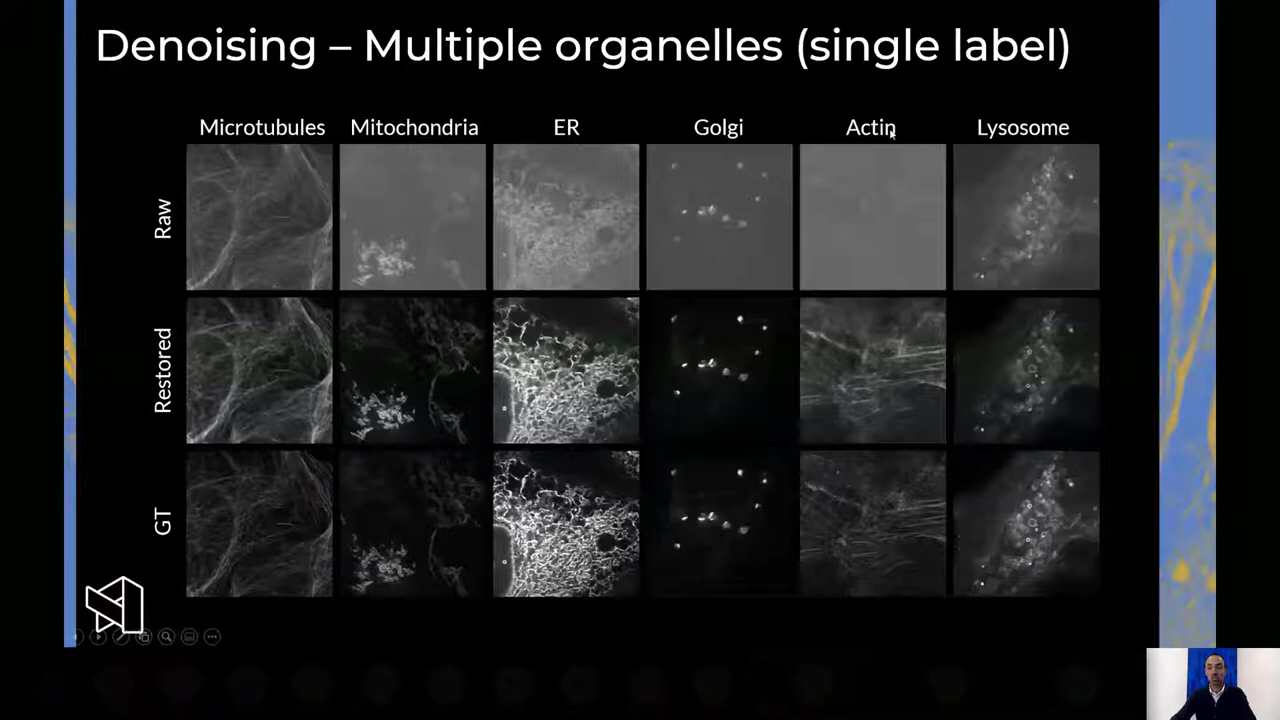 Denoising – Multiple organelles (single label)
Microtubules Mitochondria ER Golgi Actin Lysosome
Raw
Restored
GT